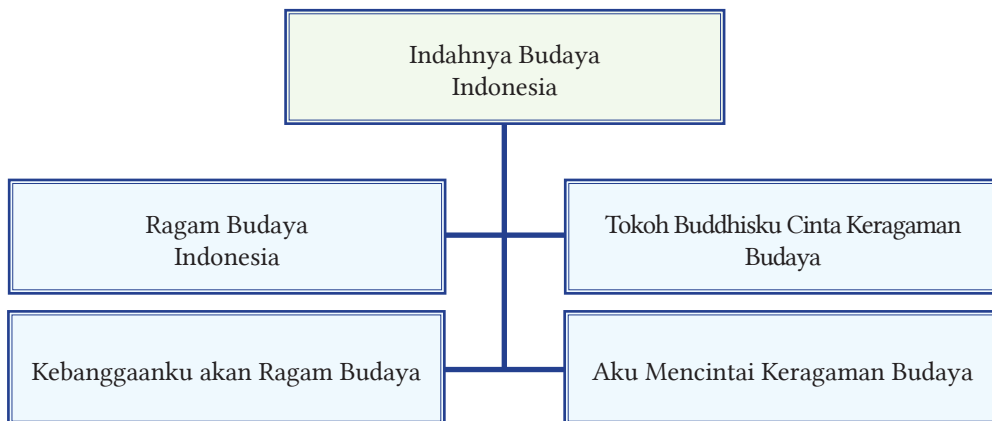 Indahnya Budaya
Indonesia
Ragam Budaya
Indonesia
Tokoh Buddhisku Cinta Keragaman
Budaya
Kebanggaanku akan Ragam Budaya
Aku Mencintai Keragaman Budaya